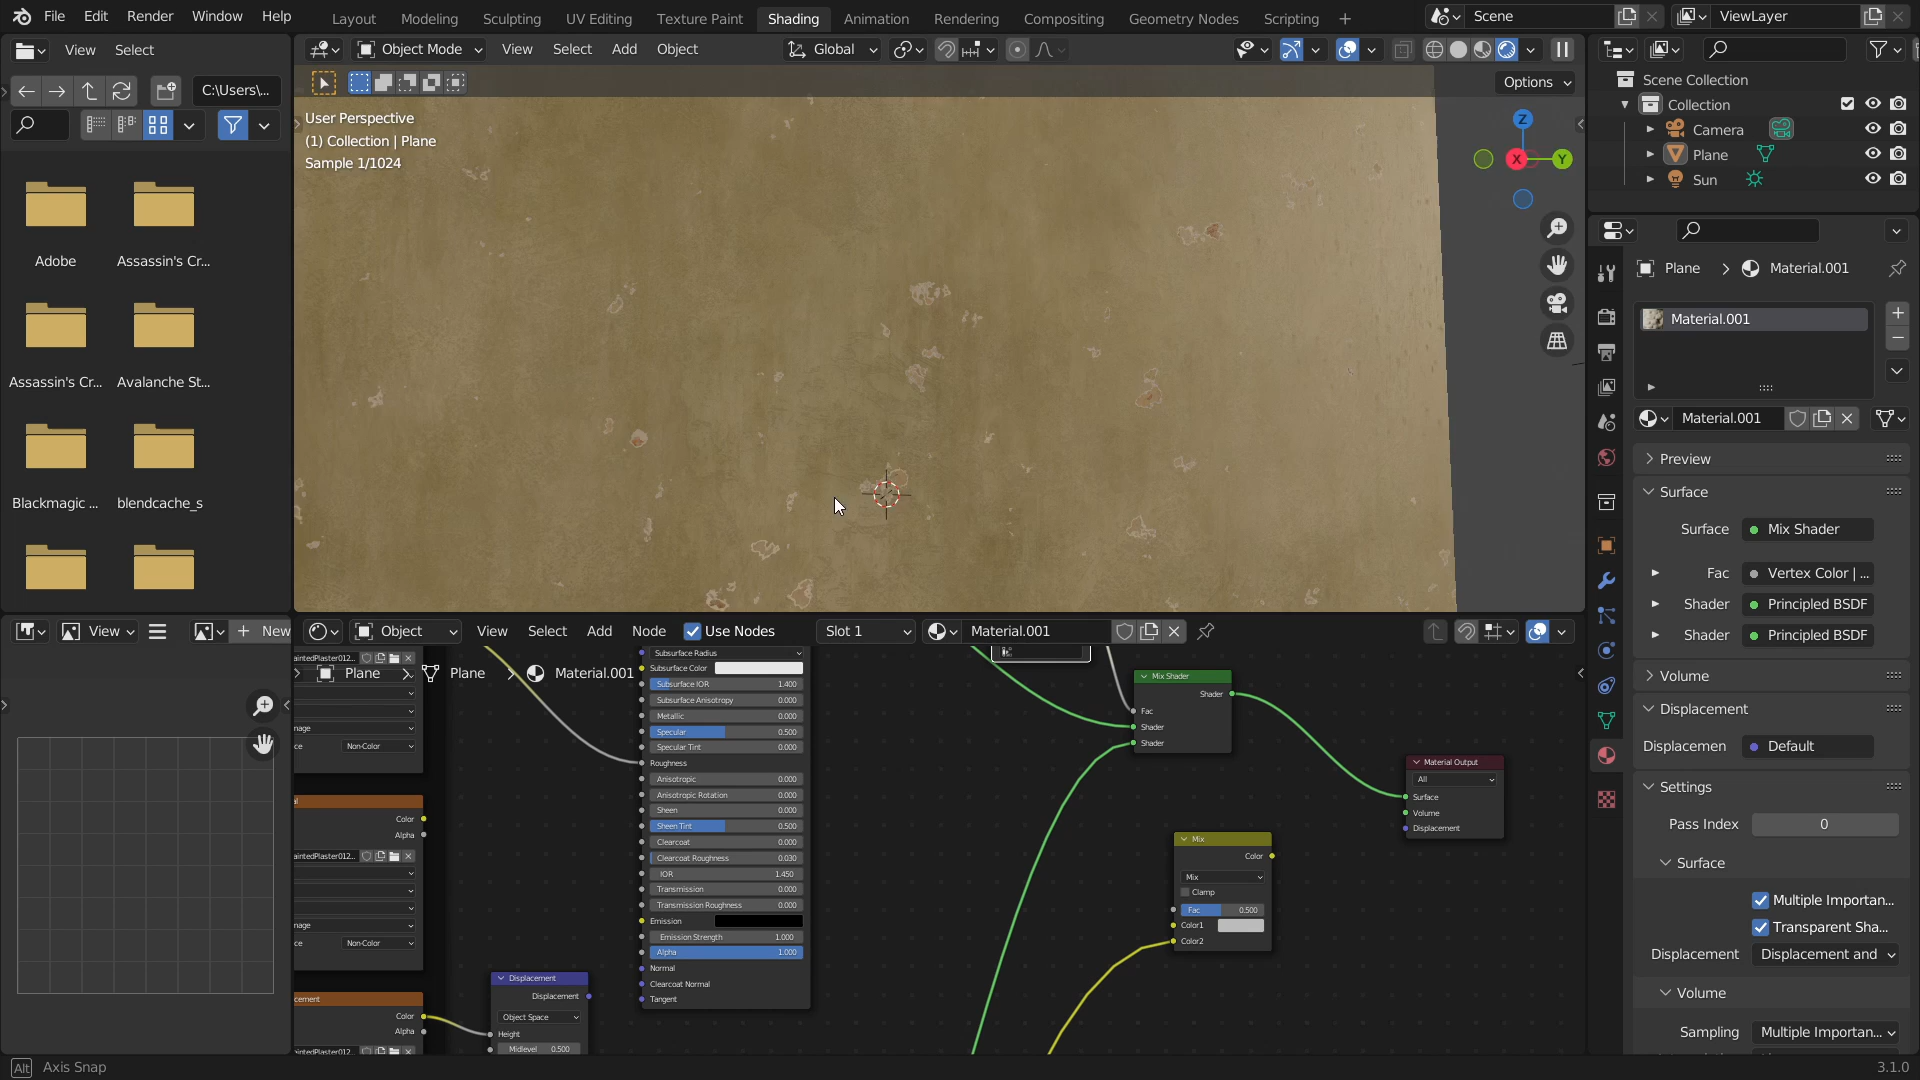 File Edit Render Window Help
Layout Modeling Sculpting UV Editing Texture Paint Shading Animation Rendering Compositing Geometry Nodes Scripting +
Scene
ViewLayer
View Select
Object Mode View Select Add Object
Global
C:\Users\...
Options
User Perspective
(1) Collection | Plane
Sample 1/1024
Z
X
Y
Adobe
Assassin's Cr...
Assassin's Cr...
Avalanche St...
Blackmagic ...
blendcache_s
Scene Collection
Collection
Camera
Plane
Sun
Plane > Material.001
Material.001
Material.001
Preview
Surface
Surface Mix Shader
Fac Vertex Color | ...
Shader Principled BSDF
Shader Principled BSDF
Volume
Displacement
Displacemen Default
Settings
Pass Index 0
Surface
Multiple Importan...
Transparent Sha...
Displacement Displacement and
Volume
Sampling Multiple Importan...
View
New
Object View Select Add Node Use Nodes Slot 1 Material.001
Plane > Plane > Material.001
aintedPlaster012...
mage
ce Non-Color
al
Color
Alpha
aintedPlaster012...
mage
ce Non-Color
cement
Color
Alpha
aintedPlaster012...
Displacement
Displacement
Object Space
Height
Midlevel 0.500
Subsurface Radius
Subsurface Color
Subsurface IOR 1.400
Subsurface Anisotropy 0.000
Metallic 0.000
Specular 0.500
Specular Tint 0.000
Roughness
Anisotropic 0.000
Anisotropic Rotation 0.000
Sheen 0.000
Sheen Tint 0.500
Clearcoat 0.000
Clearcoat Roughness 0.030
IOR 1.450
Transmission 0.000
Transmission Roughness 0.000
Emission
Emission Strength 1.000
Alpha 1.000
Normal
Clearcoat Normal
Tangent
Mix Shader
Shader
Fac
Shader
Shader
Mix
Color
Mix
Clamp
Fac 0.500
Color1
Color2
Material Output
All
Surface
Volume
Displacement
Alt Axis Snap
3.1.0